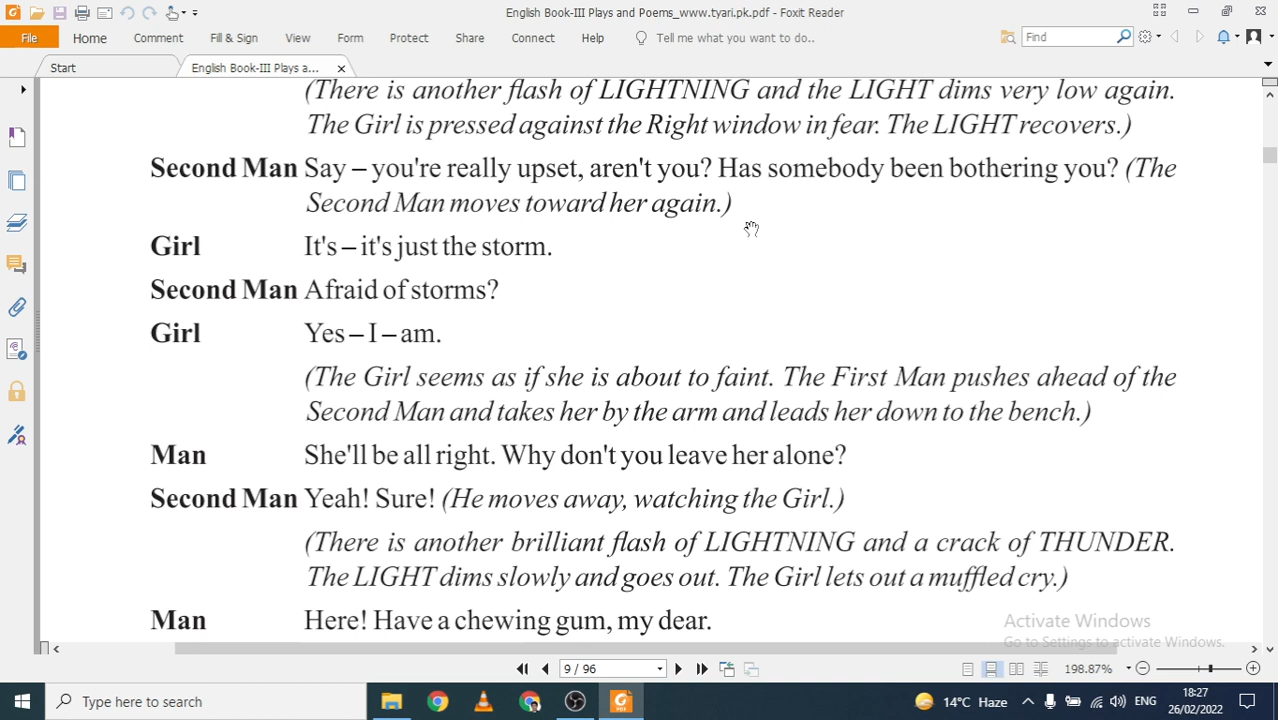 English Book-III Plays and Poems_www.tyari.pk.pdf - Foxit Reader
File Home Comment Fill & Sign View Form Protect Share Connect Help Tell me what you want to do.. Find
Start English Book-III Plays a...
(There is another flash of LIGHTNING and the LIGHT dims very low again.
The Girl is pressed against the Right window in fear. The LIGHT recovers.)
Second Man Say – you're really upset, aren't you? Has somebody been bothering you? (The
Second Man moves toward her again.)
Girl It's – it's just the storm.
Second Man Afraid of storms?
Girl Yes – I – am.
(The Girl seems as if she is about to faint. The First Man pushes ahead of the
Second Man and takes her by the arm and leads her down to the bench.)
Man She'll be all right. Why don't you leave her alone?
Second Man Yeah! Sure! (He moves away, watching the Girl.)
(There is another brilliant flash of LIGHTNING and a crack of THUNDER.
The LIGHT dims slowly and goes out. The Girl lets out a muffled cry.)
Man Here! Have a chewing gum, my dear.
Activate Windows
Go to Settings to activate Windows.
9 / 96 198.87%
Type here to search 14°C Haze ENG 18:27
26/02/2022